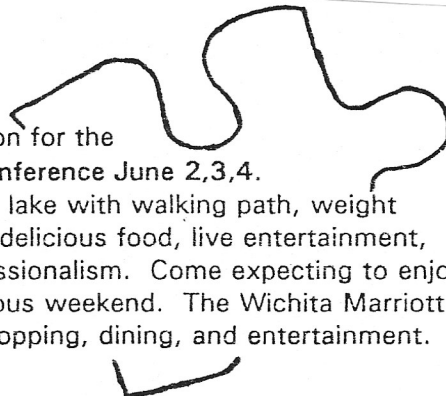 on for the
nference June 2,3,4.
lake with walking path, weight
delicious food, live entertainment,
ssionalism. Come expecting to enjo
ous weekend. The Wichita Marriott
opping, dining, and entertainment.